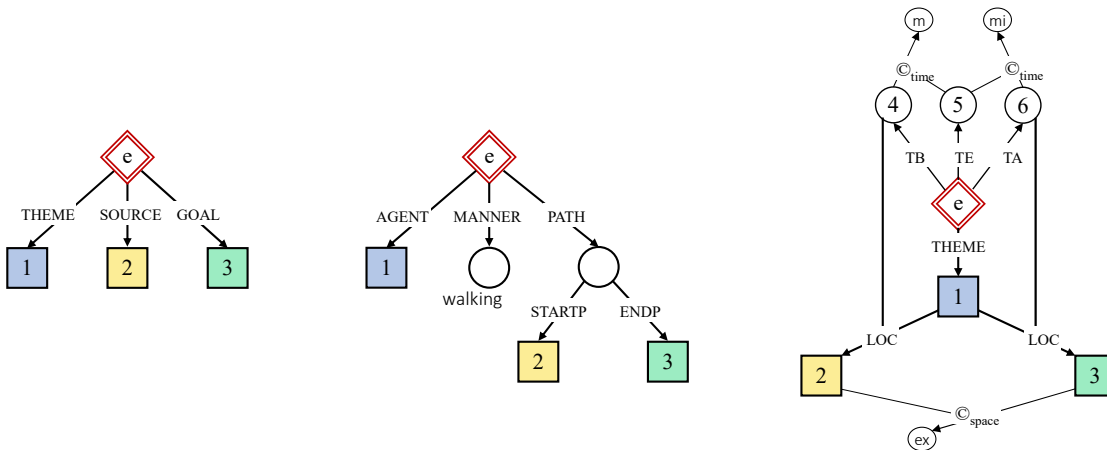 e
THEME SOURCE GOAL
1 2 3
e
AGENT MANNER PATH
1
walking
STARTP ENDP
2 3
m mi
©time ©time
4 5 6
TB TE TA
e
THEME
1
LOC LOC
2 3
©space
ex